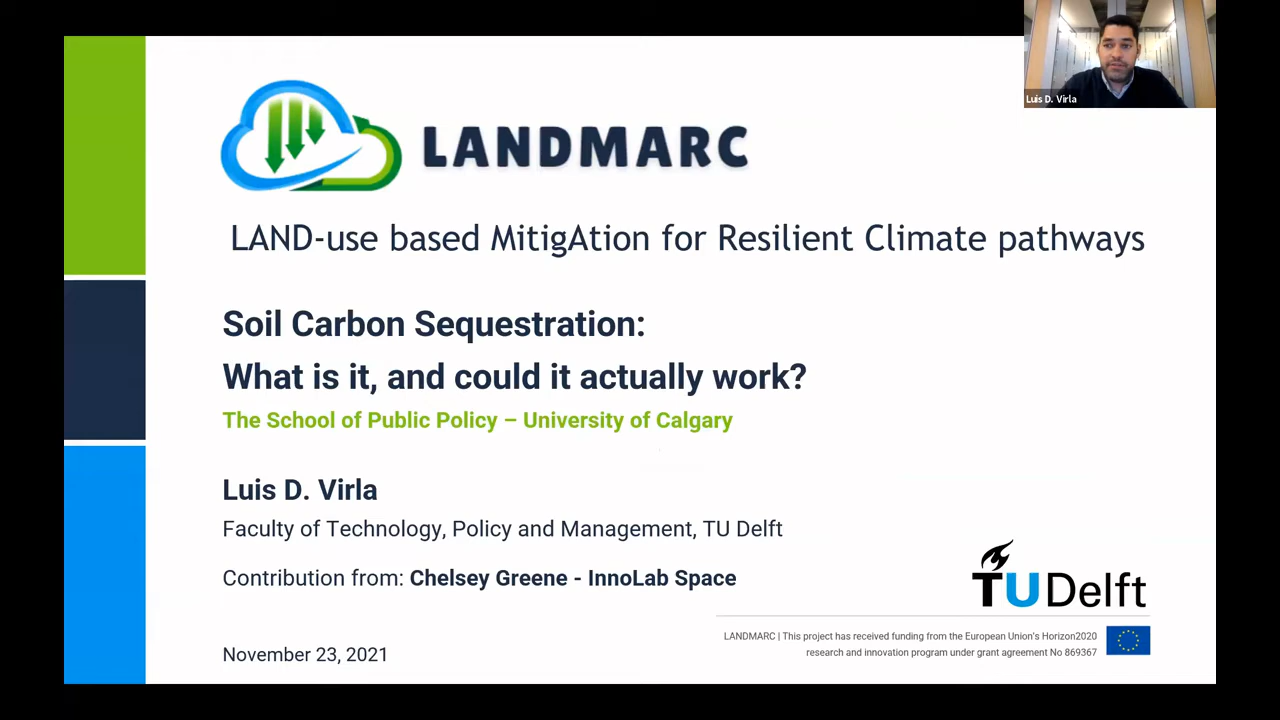 Luis D. Virla
LANDMARC
LAND-use based MitigAtion for Resilient Climate pathways
Soil Carbon Sequestration:
What is it, and could it actually work?
The School of Public Policy – University of Calgary
Luis D. Virla
Faculty of Technology, Policy and Management, TU Delft
Contribution from: Chelsey Greene - InnoLab Space
TU Delft
LANDMARC | This project has received funding from the European Union's Horizon2020
research and innovation program under grant agreement No 869367
November 23, 2021